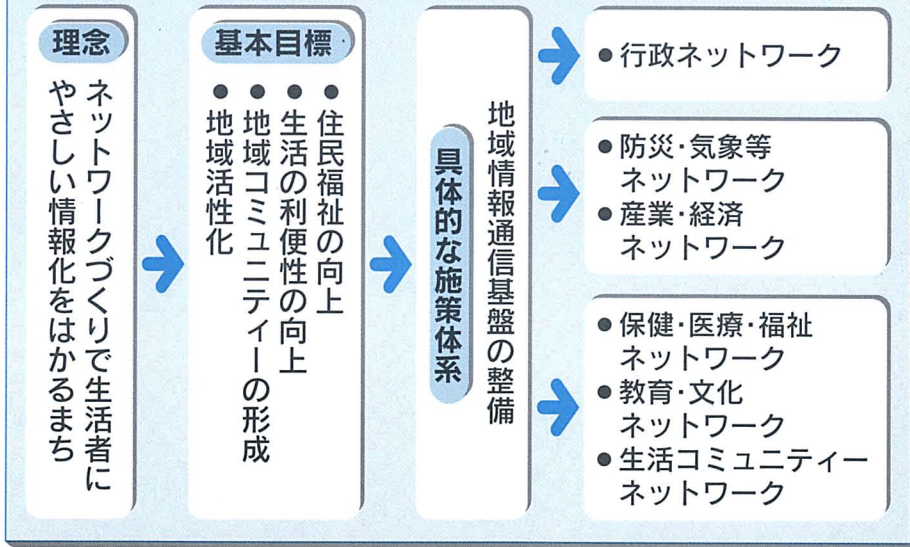 理念
ネットワークづくりで生活者に
やさしい情報化をはかるまち
基本目標
●住民福祉の向上
●生活の利便性の向上
●地域コミュニティーの形成
●地域活性化
地域情報通信基盤の整備
具体的な施策体系
●行政ネットワーク
●防災・気象等
ネットワーク
●産業・経済
ネットワーク
●保健・医療・福祉
ネットワーク
●教育・文化
ネットワーク
●生活コミュニティー
ネットワーク